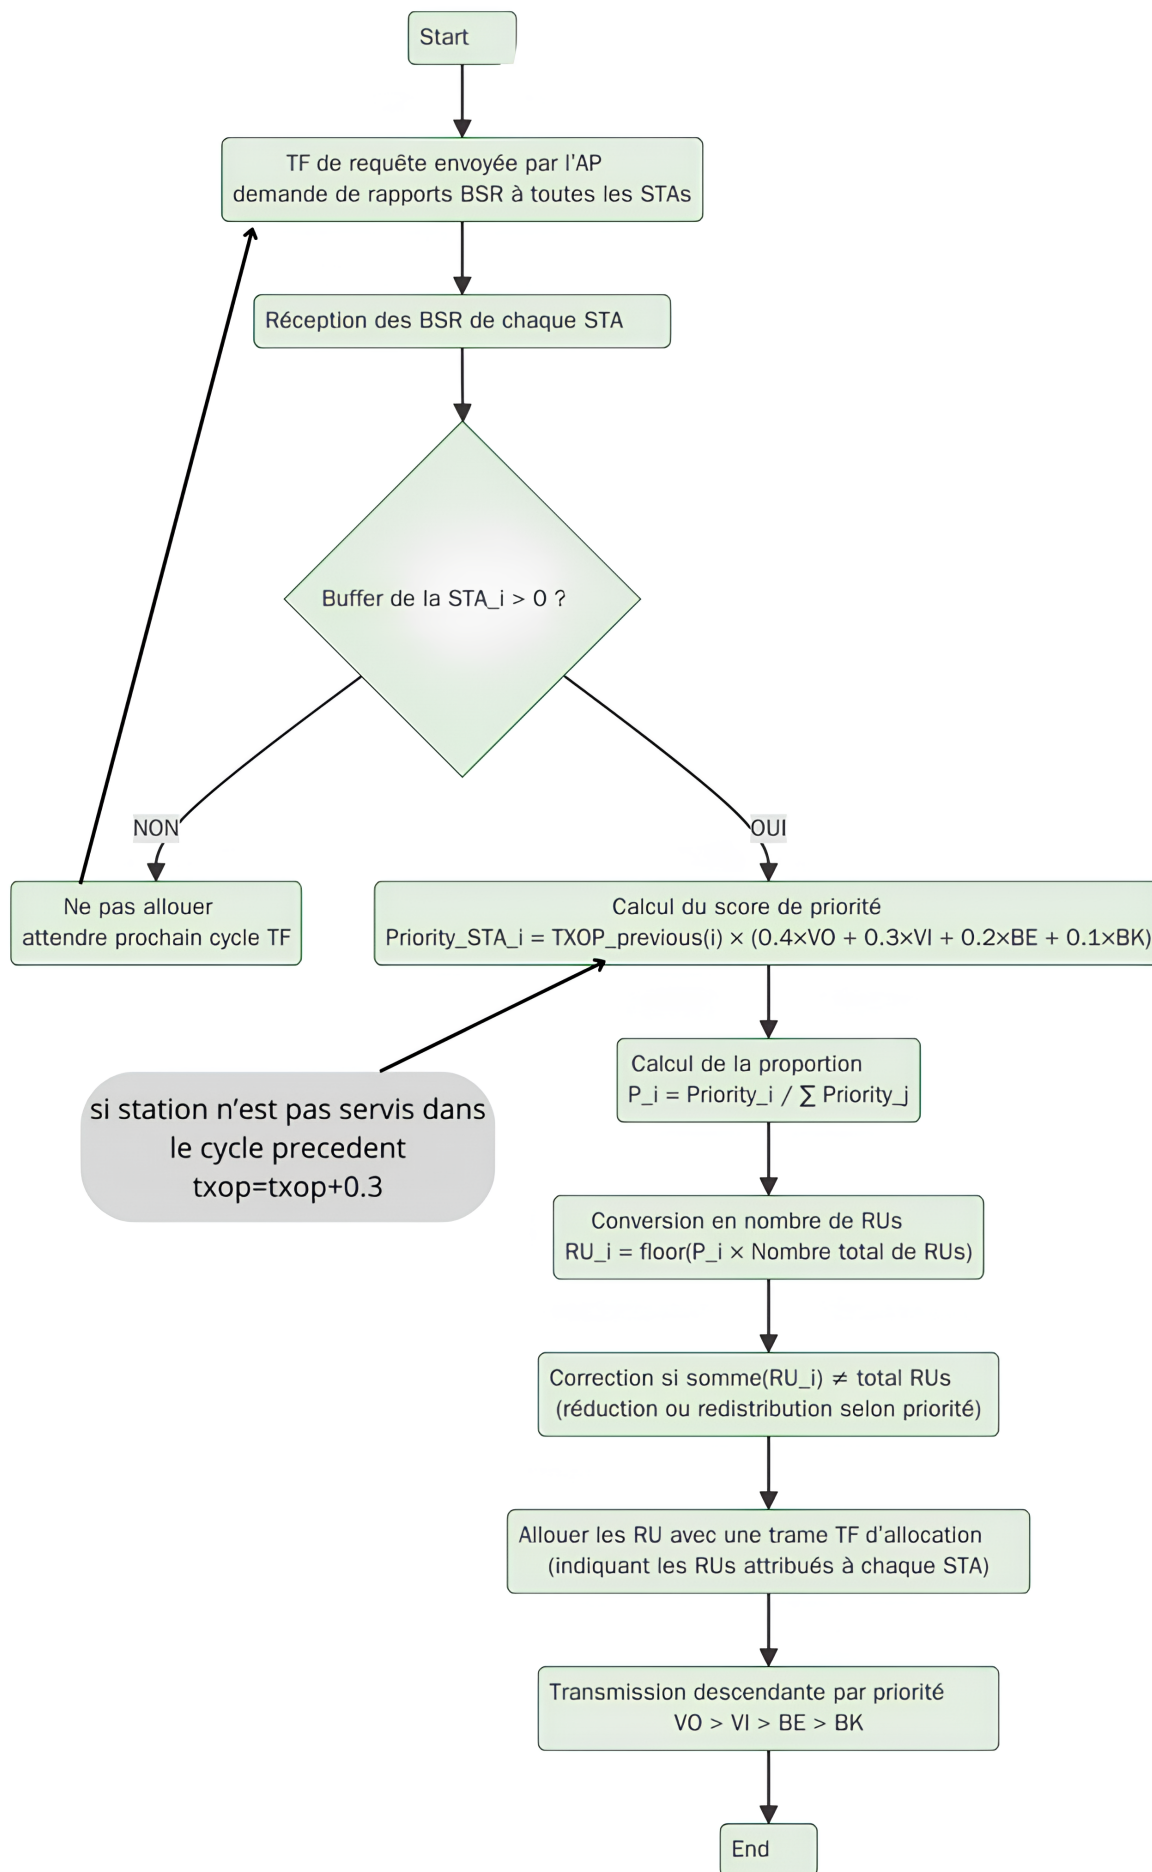 Start
TF de requête envoyée par l'AP
demande de rapports BSR à toutes les STAs
Réception des BSR de chaque STA
Buffer de la STA_i > 0 ?
NON
OUI
Ne pas allouer
attendre prochain cycle TF
Calcul du score de priorité
Priority_STA_i = TXOP_previous(i) × (0.4×VO + 0.3×VI + 0.2×BE + 0.1×BK)
si station n'est pas servis dans
le cycle precedent
txop=txop+0.3
Calcul de la proportion
P_i = Priority_i / ∑ Priority_j
Conversion en nombre de RUs
RU_i = floor(P_i × Nombre total de RUs)
Correction si somme(RU_i) ≠ total RUs
(réduction ou redistribution selon priorité)
Allouer les RU avec une trame TF d'allocation
(indiquant les RUs attribués à chaque STA)
Transmission descendante par priorité
VO > VI > BE > BK
End